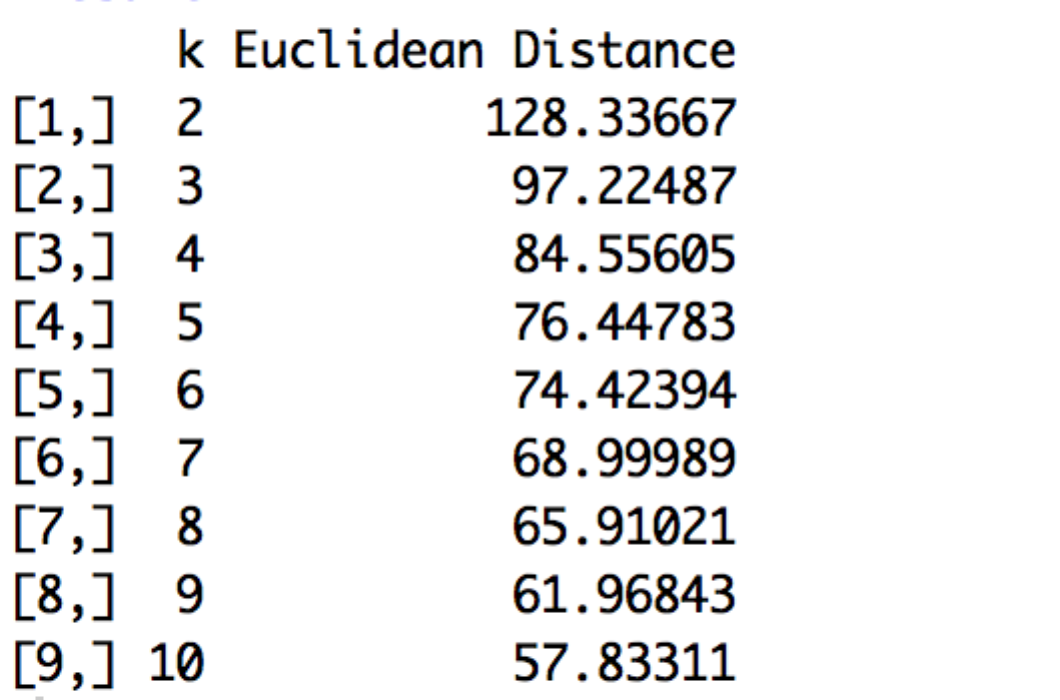 k Euclidean Distance
[1,] 2 128.33667
[2,] 3 97.22487
[3,] 4 84.55605
[4,] 5 76.44783
[5,] 6 74.42394
[6,] 7 68.99989
[7,] 8 65.91021
[8,] 9 61.96843
[9,] 10 57.83311